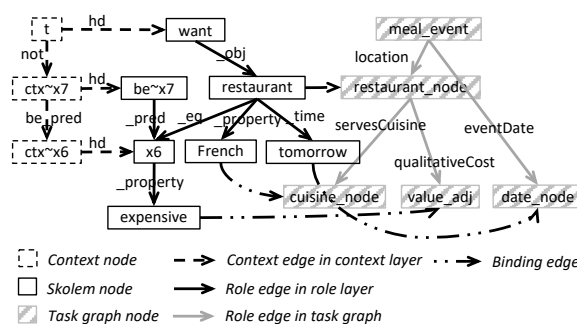 t hd want meal_event
not _obj location
ctx~x7 hd be~x7 restaurant restaurant_node
be_pred _pred _eq _property _time servesCuisine eventDate
ctx~x6 hd x6 French tomorrow qualitativeCost
_property cuisine_node value_adj date_node
expensive
Context node Context edge in context layer Binding edge
Skolem node Role edge in role layer
Task graph node Role edge in task graph